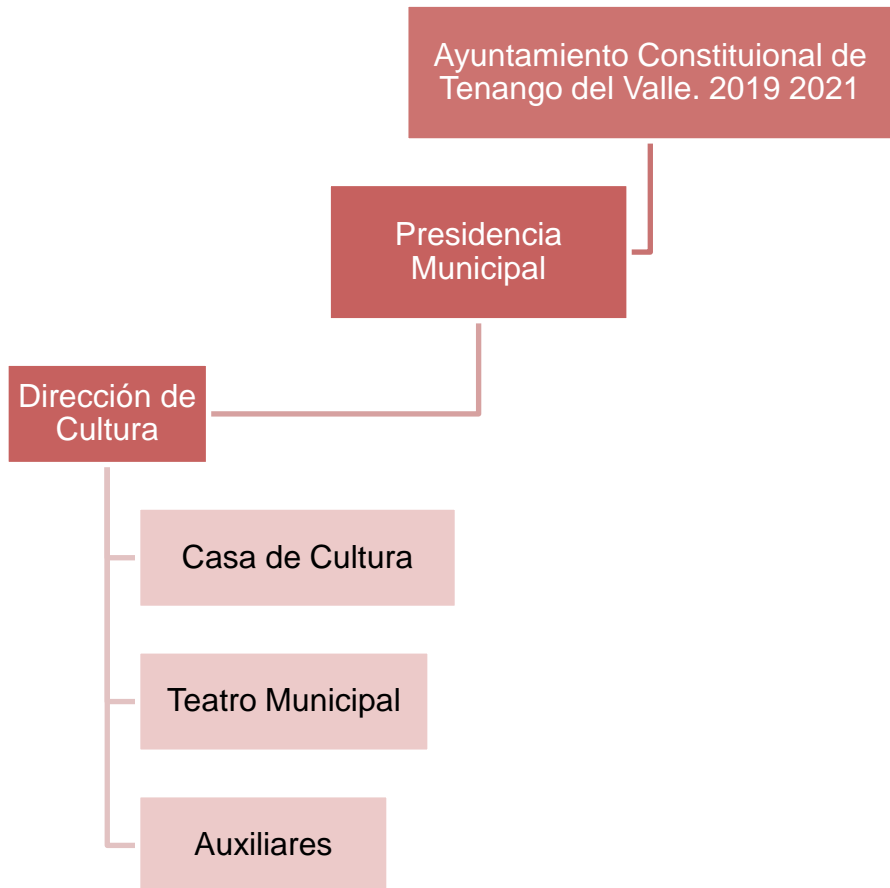 Ayuntamiento Constituional de
Tenango del Valle. 2019 2021
Presidencia
Municipal
Dirección de
Cultura
Casa de Cultura
Teatro Municipal
Auxiliares